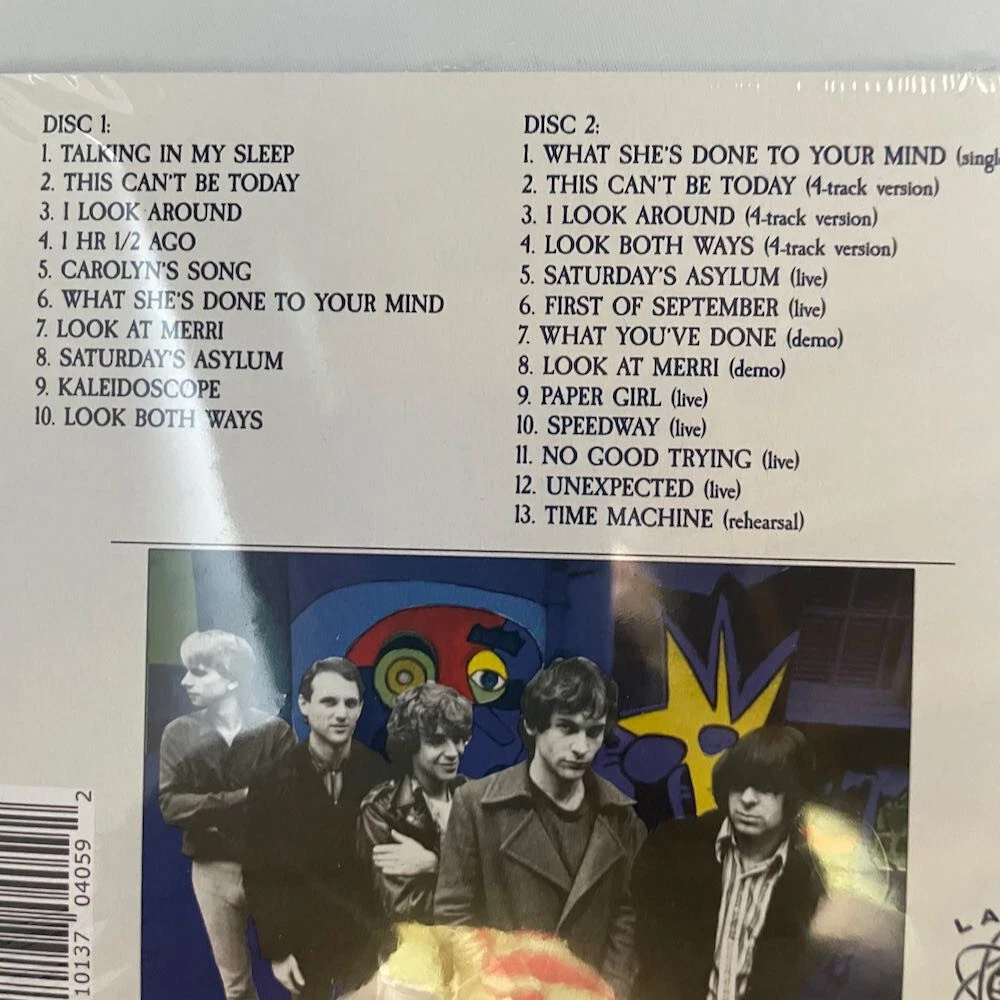 DISC 1:
1. TALKING IN MY SLEEP
2. THIS CAN'T BE TODAY
3. I LOOK AROUND
4. 1 HR 1/2 AGO
5. CAROLYN'S SONG
6. WHAT SHE'S DONE TO YOUR MIND
7. LOOK AT MERRI
8. SATURDAY'S ASYLUM
9. KALEIDOSCOPE
10. LOOK BOTH WAYS
DISC 2:
1. WHAT SHE'S DONE TO YOUR MIND (singl
2. THIS CAN'T BE TODAY (4-track version)
3. I LOOK AROUND (4-track version)
4. LOOK BOTH WAYS (4-track version)
5. SATURDAY'S ASYLUM (live)
6. FIRST OF SEPTEMBER (live)
7. WHAT YOU'VE DONE (demo)
8. LOOK AT MERRI (demo)
9. PAPER GIRL (live)
10. SPEEDWAY (live)
11. NO GOOD TRYING (live)
12. UNEXPECTED (live)
13. TIME MACHINE (rehearsal)
10137 04059 2
LA